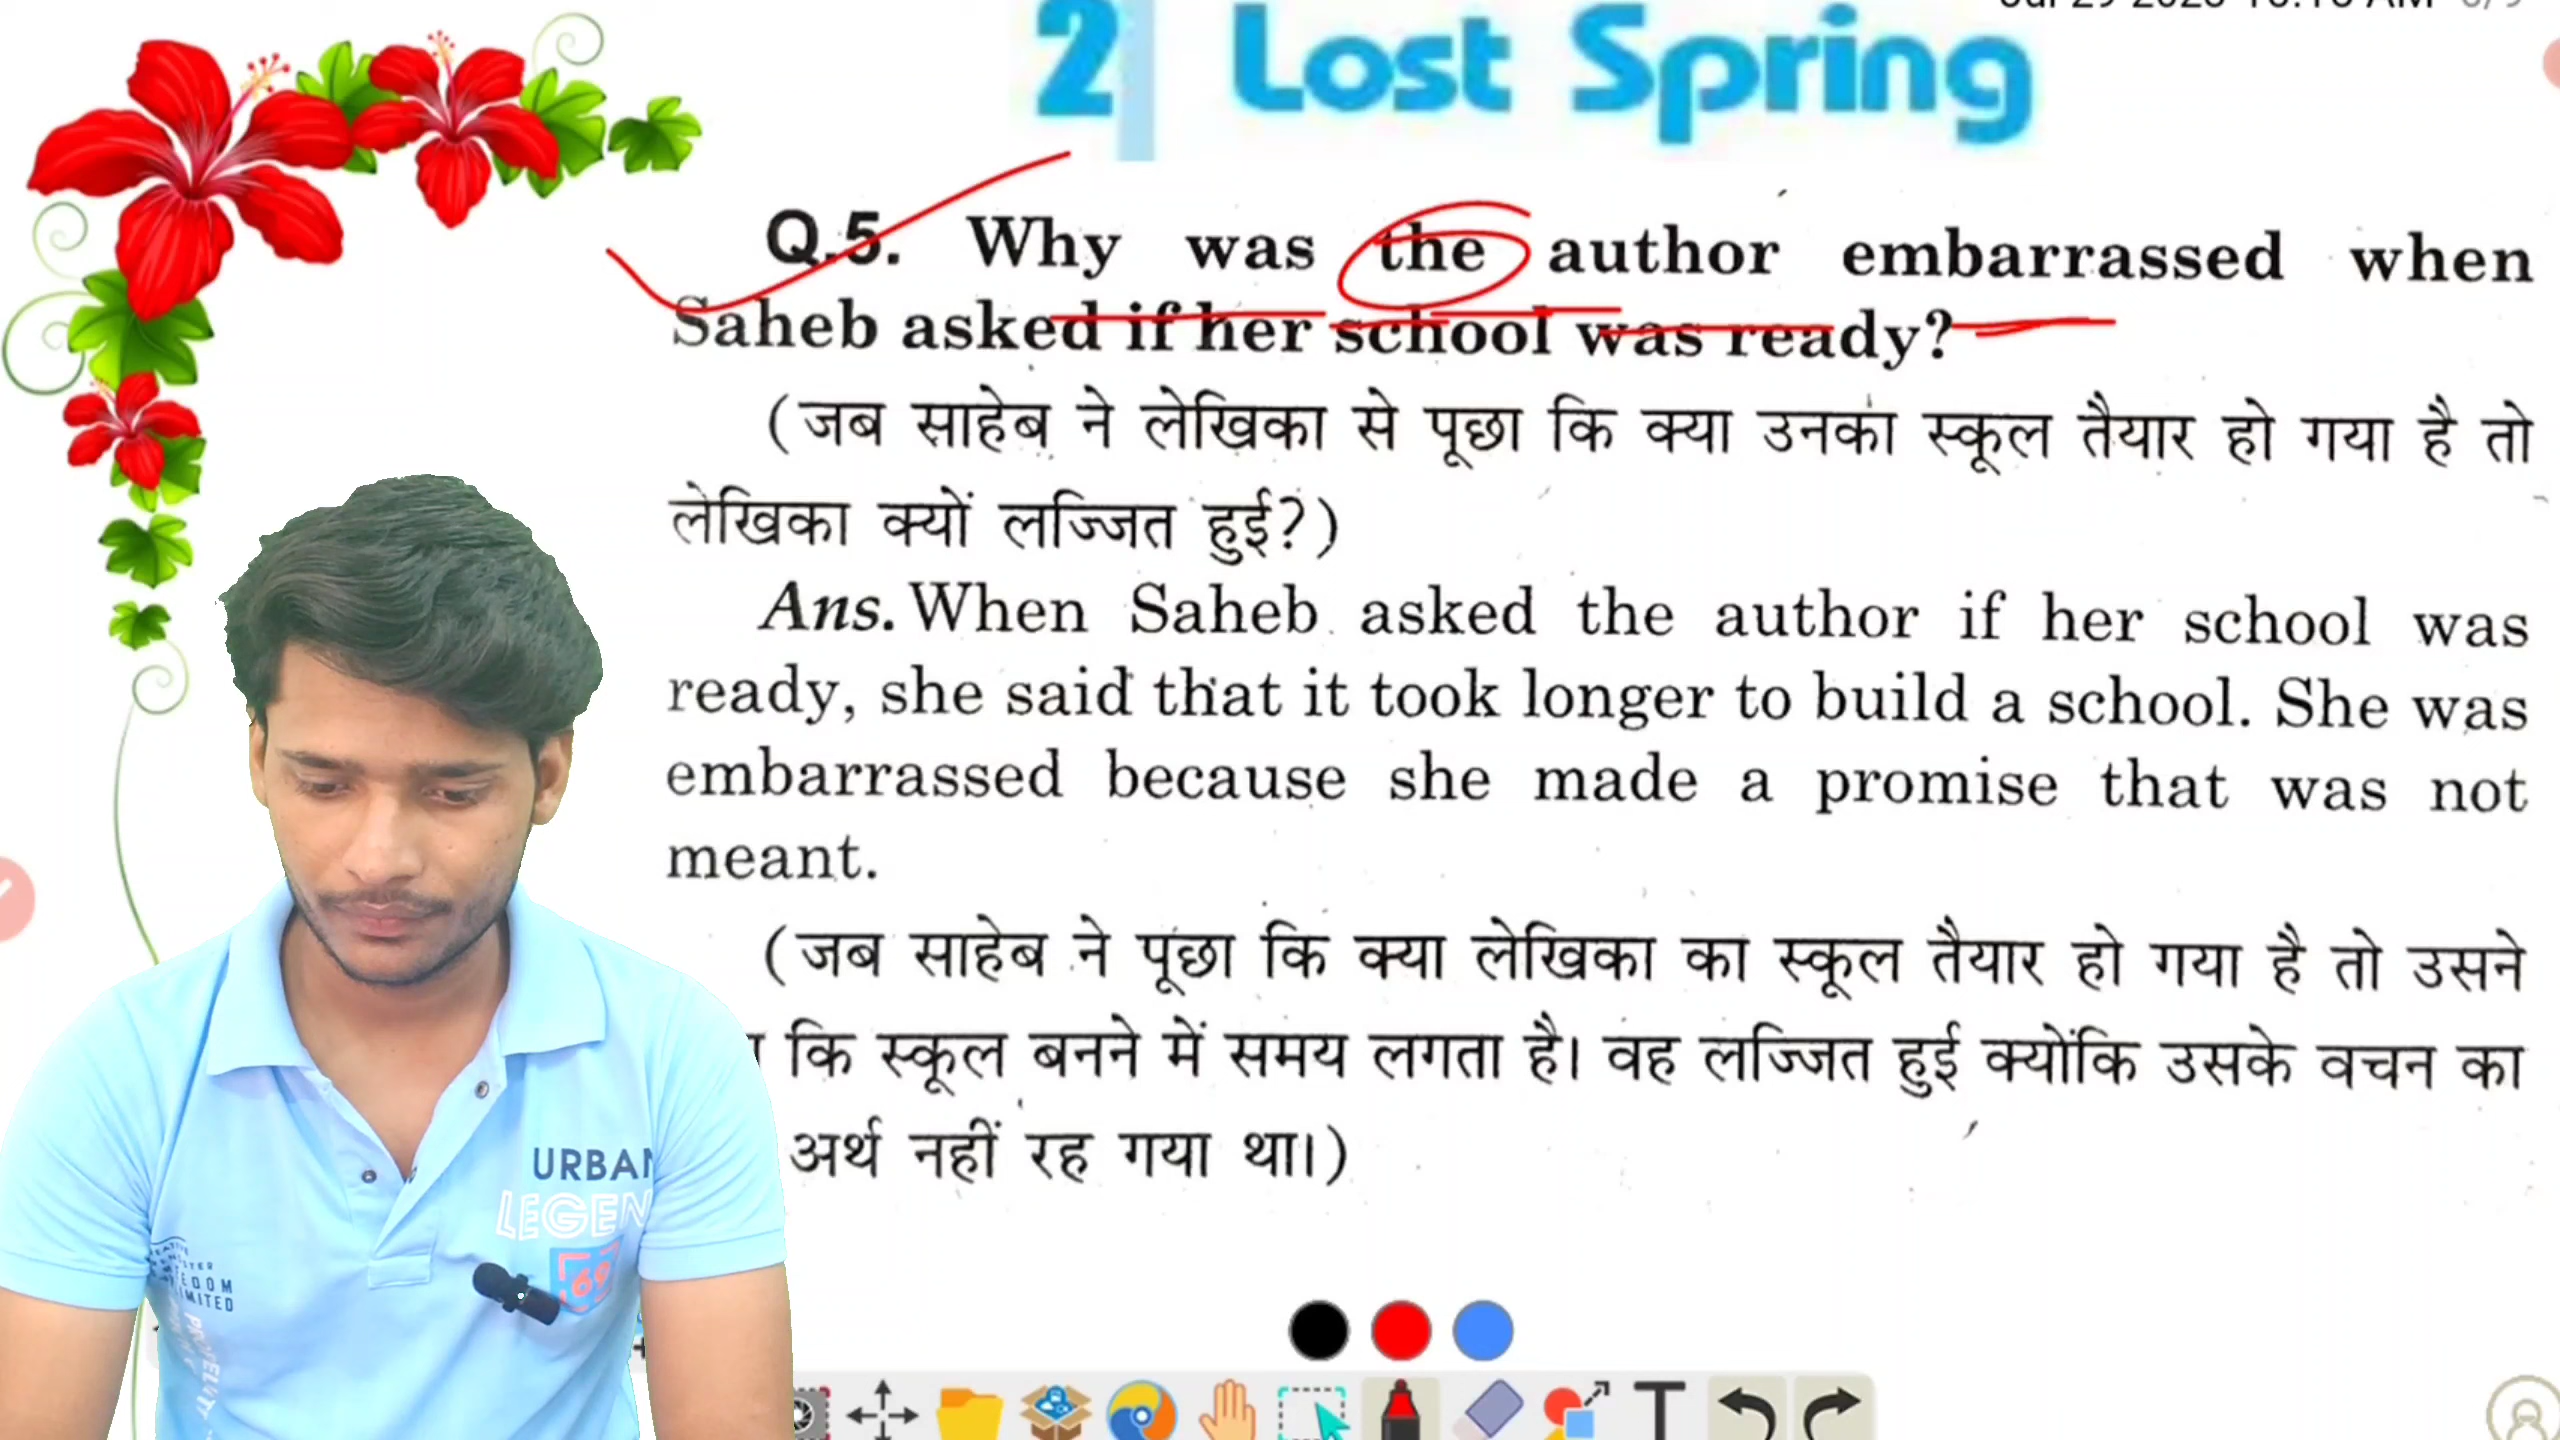 2 Lost Spring
Q.5. Why was the author embarrassed when
Saheb asked if her school was ready?
(जब साहेब ने लेखिका से पूछा कि क्या उनका स्कूल तैयार हो गया है तो
लेखिका क्यों लज्जित हुई?)
Ans. When Saheb asked the author if her school was
ready, she said that it took longer to build a school. She was
embarrassed because she made a promise that was not
meant.
(जब साहेब ने पूछा कि क्या लेखिका का स्कूल तैयार हो गया है तो उसने
कि स्कूल बनने में समय लगता है। वह लज्जित हुई क्योंकि उसके वचन का
अर्थ नहीं रह गया था।)
URBAN
LEGEN
69
T